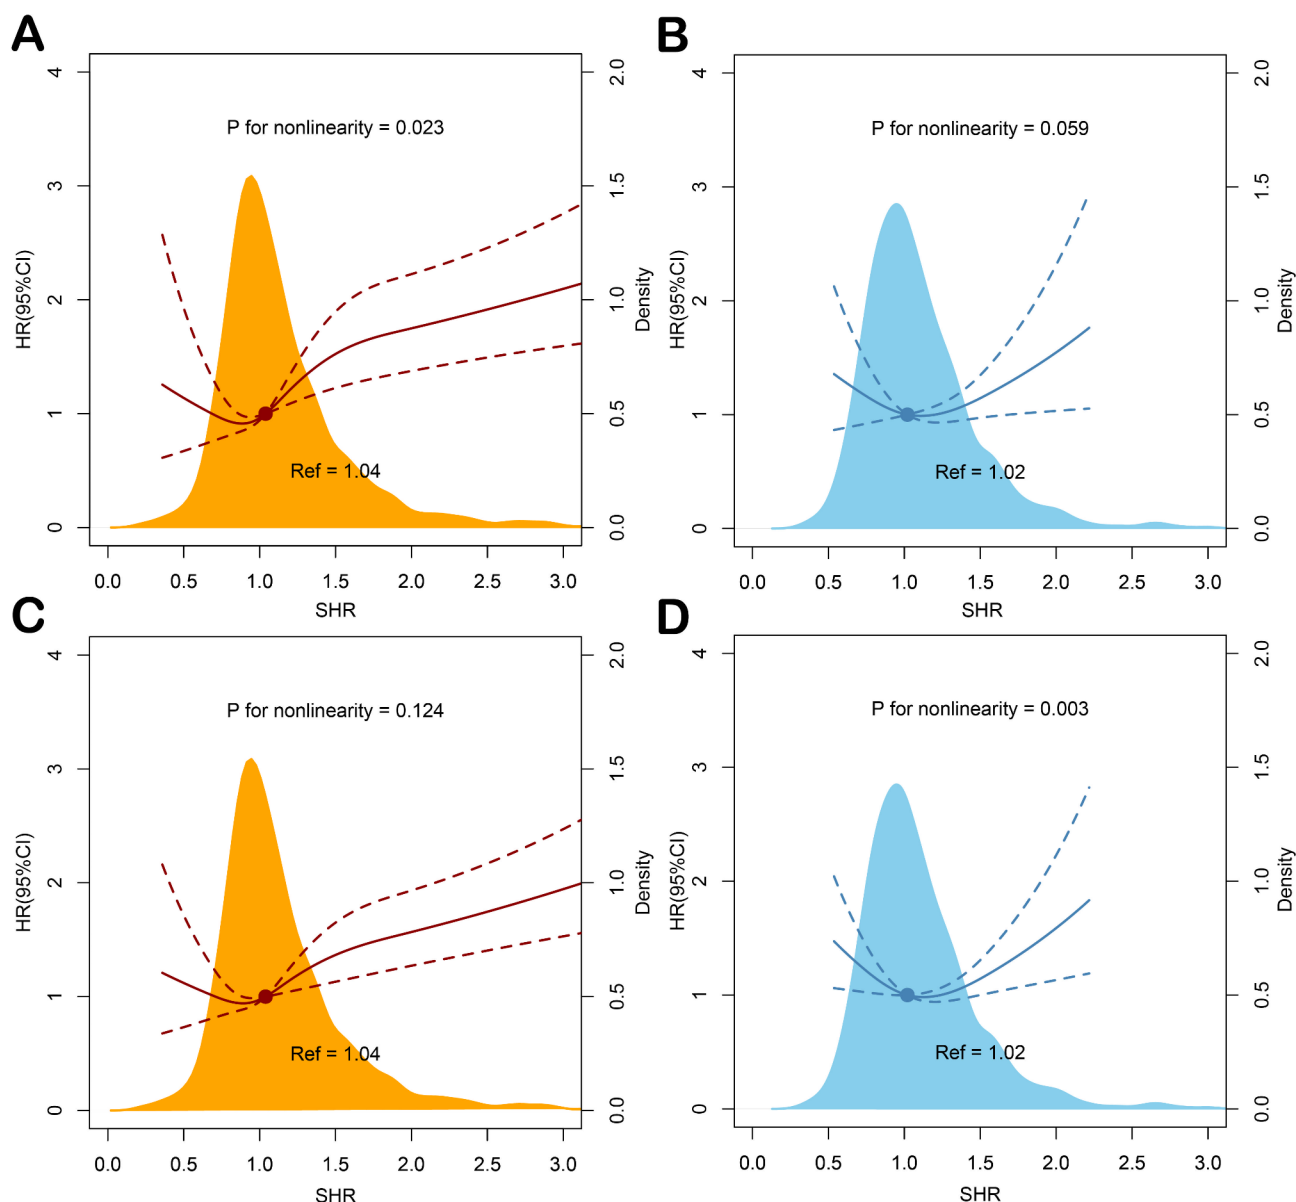 A
4
3
2
1
0
HR(95%CI)
P for nonlinearity = 0.023
Ref = 1.04
2.0
1.5
1.0
0.5
0.0
Density
0.0 0.5 1.0 1.5 2.0 2.5 3.0
SHR
B
4
3
2
1
0
HR(95%CI)
P for nonlinearity = 0.059
Ref = 1.02
2.0
1.5
1.0
0.5
0.0
Density
0.0 0.5 1.0 1.5 2.0 2.5 3.0
SHR
C
4
3
2
1
0
HR(95%CI)
P for nonlinearity = 0.124
Ref = 1.04
2.0
1.5
1.0
0.5
0.0
Density
0.0 0.5 1.0 1.5 2.0 2.5 3.0
SHR
D
4
3
2
1
0
HR(95%CI)
P for nonlinearity = 0.003
Ref = 1.02
2.0
1.5
1.0
0.5
0.0
Density
0.0 0.5 1.0 1.5 2.0 2.5 3.0
SHR